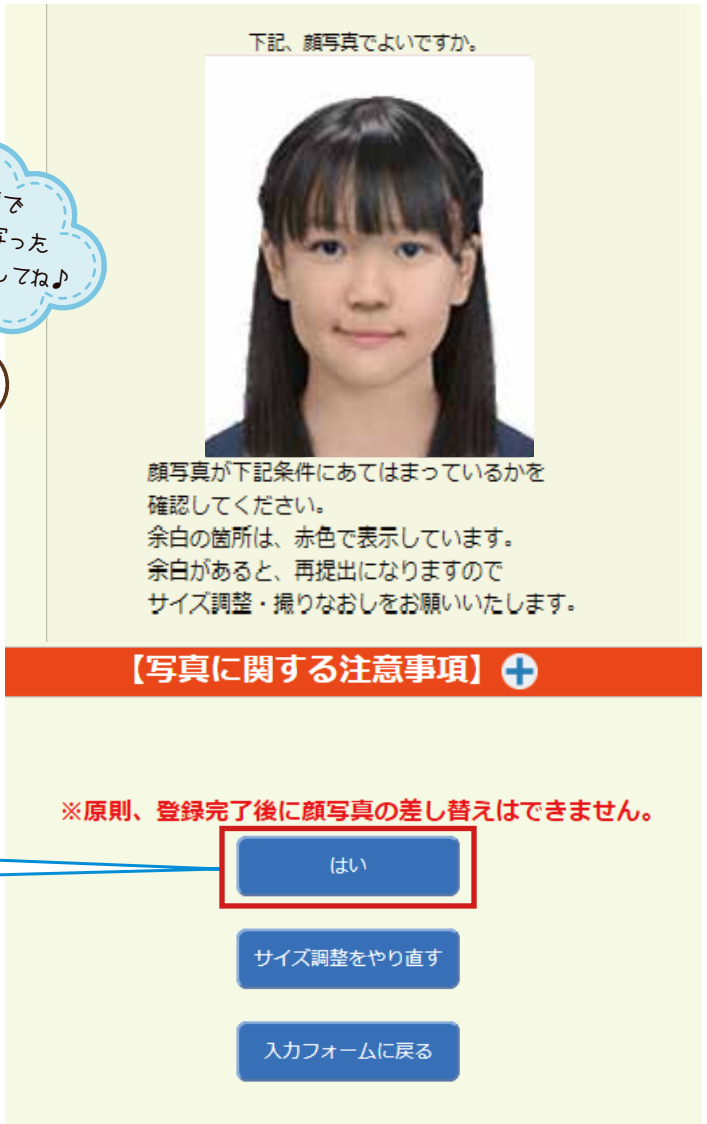 下記、顔写真でよいですか。
で
写った
してね♪
顔写真が下記条件にあてはまっているかを
確認してください。
余白の箇所は、赤色で表示しています。
余白があると、再提出になりますので
サイズ調整・撮りなおしをお願いいたします。
【写真に関する注意事項】
※原則、登録完了後に顔写真の差し替えはできません。
はい
サイズ調整をやり直す
入力フォームに戻る